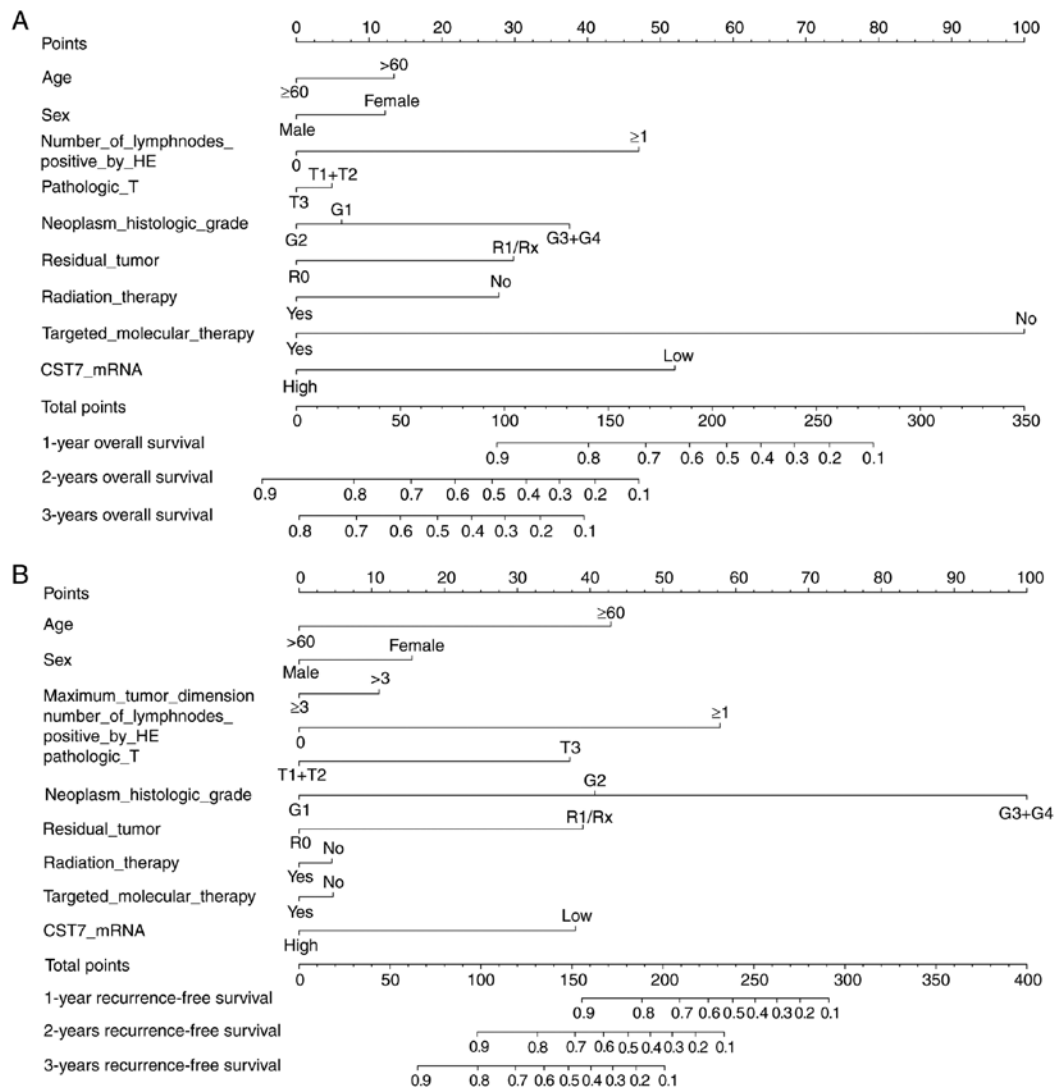 A
0 10 20 30 40 50 60 70 80 90 100
Points
>60
Age
≥60
Female
Sex
Male
Number_of_lymphnodes_
≥1
positive_by_HE
0
T1+T2
Pathologic_T
T3
G1
Neoplasm_histologic_grade
G2 G3+G4
R1/Rx
Residual_tumor
R0
No
Radiation_therapy
Yes
No
Targeted_molecular_therapy
Yes
Low
CST7_mRNA
High
Total points
0 50 100 150 200 250 300 350
1-year overall survival
0.9 0.8 0.7 0.6 0.5 0.4 0.3 0.2 0.1
2-years overall survival
0.9 0.8 0.7 0.6 0.5 0.4 0.3 0.2 0.1
3-years overall survival
0.8 0.7 0.6 0.5 0.4 0.3 0.2 0.1
B
0 10 20 30 40 50 60 70 80 90 100
Points
≥60
Age
>60
Female
Sex
Male
>3
Maximum_tumor_dimension
≥3
number_of_lymphnodes_
≥1
positive_by_HE
0
T3
pathologic_T
T1+T2
G2
Neoplasm_histologic_grade
G1 G3+G4
R1/Rx
Residual_tumor
R0
No
Radiation_therapy
Yes
No
Targeted_molecular_therapy
Yes
Low
CST7_mRNA
High
Total points
0 50 100 150 200 250 300 350 400
1-year recurrence-free survival
0.9 0.8 0.7 0.6 0.5 0.4 0.3 0.2 0.1
2-years recurrence-free survival
0.9 0.8 0.7 0.6 0.5 0.4 0.3 0.2 0.1
3-years recurrence-free survival
0.9 0.8 0.7 0.6 0.5 0.4 0.3 0.2 0.1